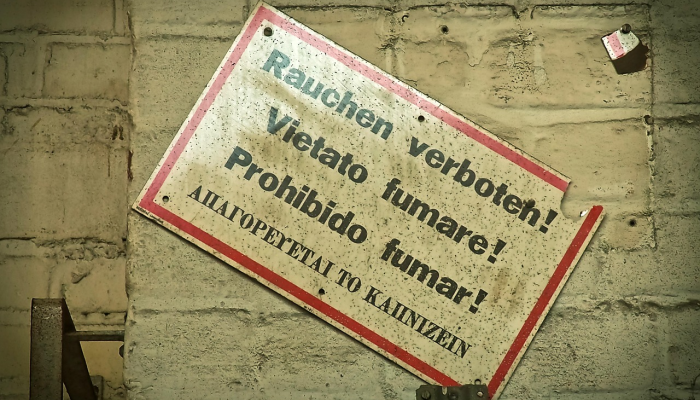 Rauchen verboten!
Vietato fumare!
Prohibido fumar!
ΑΠΑΓΟΡΕΥΕΤΑΙ ΤΟ ΚΑΠΝΙΖΕΙΝ